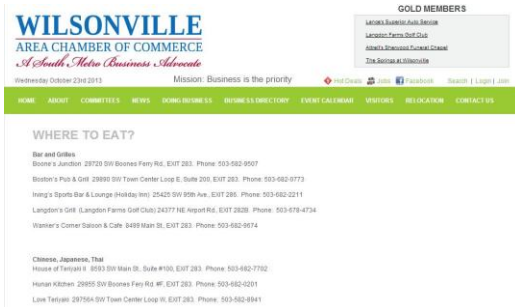 WILSONVILLE
AREA CHAMBER OF COMMERCE
A South Metro Business Advocate
GOLD MEMBERS
Lange's Superior Auto Service
Langdon Farms Golf Club
Attrell's Sherwood Funeral Chapel
The Springs at Wilsonville
Wednesday October 23rd 2013
Mission: Business is the priority
Hot Deals Jobs Facebook Search | Login | Join
HOME ABOUT COMMITTEES NEWS DOING BUSINESS BUSINESS DIRECTORY EVENT CALENDAR VISITORS RELOCATION CONTACT US
WHERE TO EAT?
Bar and Grilles
Boone's Junction 29720 SW Boones Ferry Rd., EXIT 283. Phone: 503-682-9507
Boston's Pub & Grill 29890 SW Town Center Loop E, Suite 200, EXIT 283. Phone: 503-682-0773
Irving's Sports Bar & Lounge (Holiday Inn) 25425 SW 95th Ave., EXIT 286. Phone: 503-682-2211
Langdon's Grill (Langdon Farms Golf Club) 24377 NE Airport Rd, EXIT 282B. Phone: 503-678-4734
Wanker's Corner Saloon & Cafe 8499 Main St., EXIT 283. Phone: 503-682-9674
Chinese, Japanese, Thai
House of Teriyaki II 8593 SW Main St., Suite #100, EXIT 283. Phone: 503-682-7702
Hunan Kitchen 29955 SW Boones Fery Rd. #F, EXIT 283. Phone: 503-682-0201
Love Teriyaki 29756A SW Town Center Loop W, EXIT 283. Phone: 503-682-8941